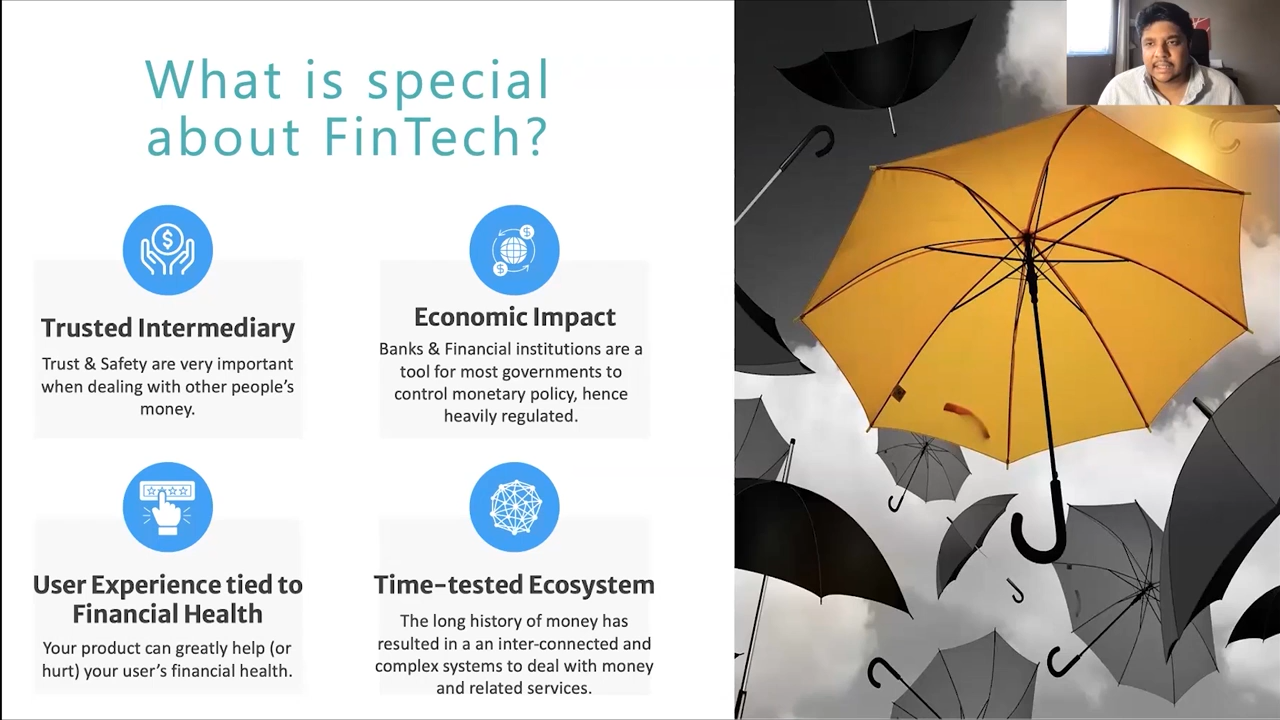 What is special
about FinTech?
Trusted Intermediary
Trust & Safety are very important
when dealing with other people's
money.
Economic Impact
Banks & Financial institutions are a
tool for most governments to
control monetary policy, hence
heavily regulated.
User Experience tied to
Financial Health
Your product can greatly help (or
hurt) your user's financial health.
Time-tested Ecosystem
The long history of money has
resulted in a an inter-connected and
complex systems to deal with money
and related services.